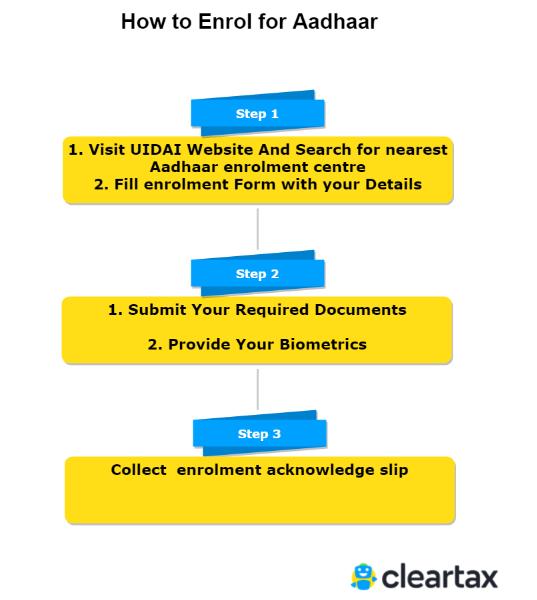 How to Enrol for Aadhaar
Step 1
1. Visit UIDAI Website And Search for nearest
Aadhaar enrolment centre
2. Fill enrolment Form with your Details
Step 2
1. Submit Your Required Documents
2. Provide Your Biometrics
Step 3
Collect  enrolment acknowledge slip
cleartax